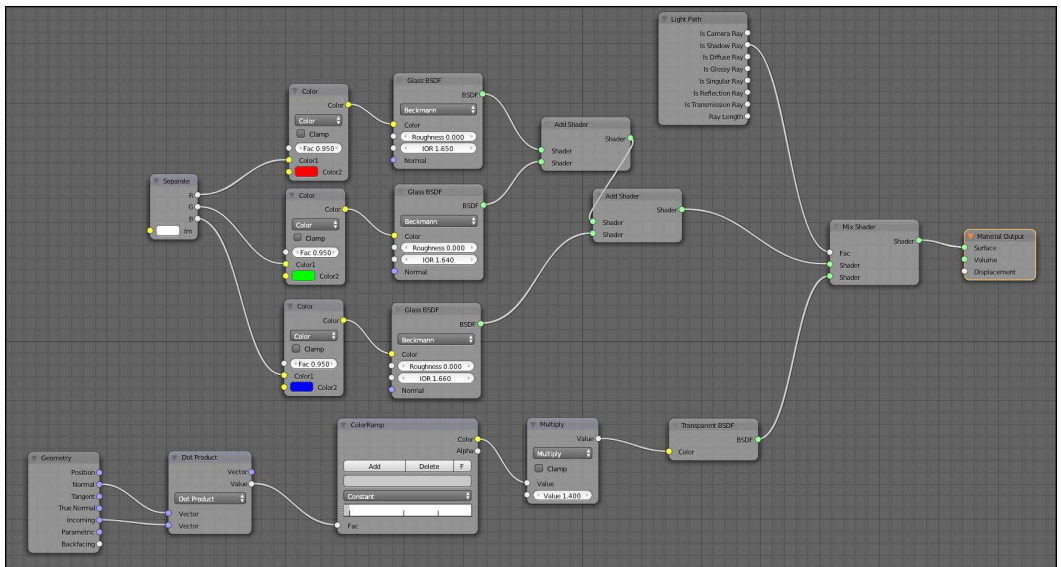 Light Path
Is Camera Ray
Is Shadow Ray
Is Diffuse Ray
Is Glossy Ray
Is Singular Ray
Is Reflection Ray
Is Transmission Ray
Ray Length
Color
Color
Color
Clamp
Fac 0.950
Color1
Color2
Glass BSDF
BSDF
Beckmann
Color
Roughness 0.000
IOR 1.650
Normal
Add Shader
Shader
Shader
Shader
Separate
R
G
B
Im
Color
Color
Color
Clamp
Fac 0.950
Color1
Color2
Glass BSDF
BSDF
Beckmann
Color
Roughness 0.000
IOR 1.640
Normal
Add Shader
Shader
Shader
Shader
Mix Shader
Shader
Fac
Shader
Shader
Material Output
Surface
Volume
Displacement
Color
Color
Color
Clamp
Fac 0.950
Color1
Color2
Glass BSDF
BSDF
Beckmann
Color
Roughness 0.000
IOR 1.660
Normal
Geometry
Position
Normal
Tangent
True Normal
Incoming
Parametric
Backfacing
Dot Product
Vector
Value
Dot Product
Vector
Vector
ColorRamp
Color
Alpha
Add Delete F
Constant
Fac
Multiply
Value
Multiply
Clamp
Value
Value 1.400
Transparent BSDF
BSDF
Color